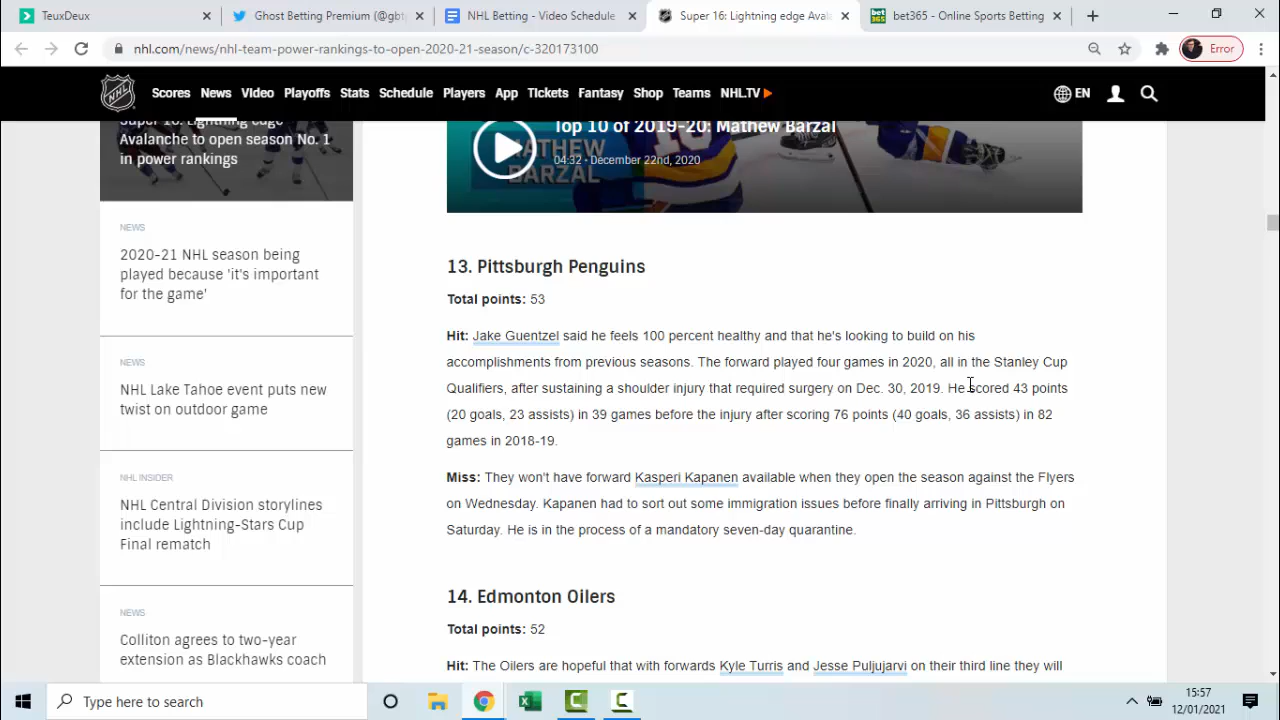 TeuxDeux
Ghost Betting Premium (@g
NHL Betting - Video Schedule
Super 16: Lightning edge Aval
bet365 - Online Sports Betting
nhl.com/news/nhl-team-power-rankings-to-open-2020-21-season/c-320173100
Error
Scores News Video Playoffs Stats Schedule Players App Tickets Fantasy Shop Teams NHL.TV
EN
Super 16: Lightning edge
Avalanche to open season No. 1
in power rankings
NEWS
2020-21 NHL season being
played because 'it's important
for the game'
NEWS
NHL Lake Tahoe event puts new
twist on outdoor game
NHL INSIDER
NHL Central Division storylines
include Lightning-Stars Cup
Final rematch
NEWS
Colliton agrees to two-year
extension as Blackhawks coach
Top 10 of 2019-20: Mathew Barzal
04:32 · December 22nd, 2020
MATHEW
BARZAL
13. Pittsburgh Penguins
Total points: 53
Hit: Jake Guentzel said he feels 100 percent healthy and that he's looking to build on his
accomplishments from previous seasons. The forward played four games in 2020, all in the Stanley Cup
Qualifiers, after sustaining a shoulder injury that required surgery on Dec. 30, 2019. He scored 43 points
(20 goals, 23 assists) in 39 games before the injury after scoring 76 points (40 goals, 36 assists) in 82
games in 2018-19.
Miss: They won't have forward Kasperi Kapanen available when they open the season against the Flyers
on Wednesday. Kapanen had to sort out some immigration issues before finally arriving in Pittsburgh on
Saturday. He is in the process of a mandatory seven-day quarantine.
14. Edmonton Oilers
Total points: 52
Hit: The Oilers are hopeful that with forwards Kyle Turris and Jesse Puljujarvi on their third line they will
Type here to search
15:57
12/01/2021